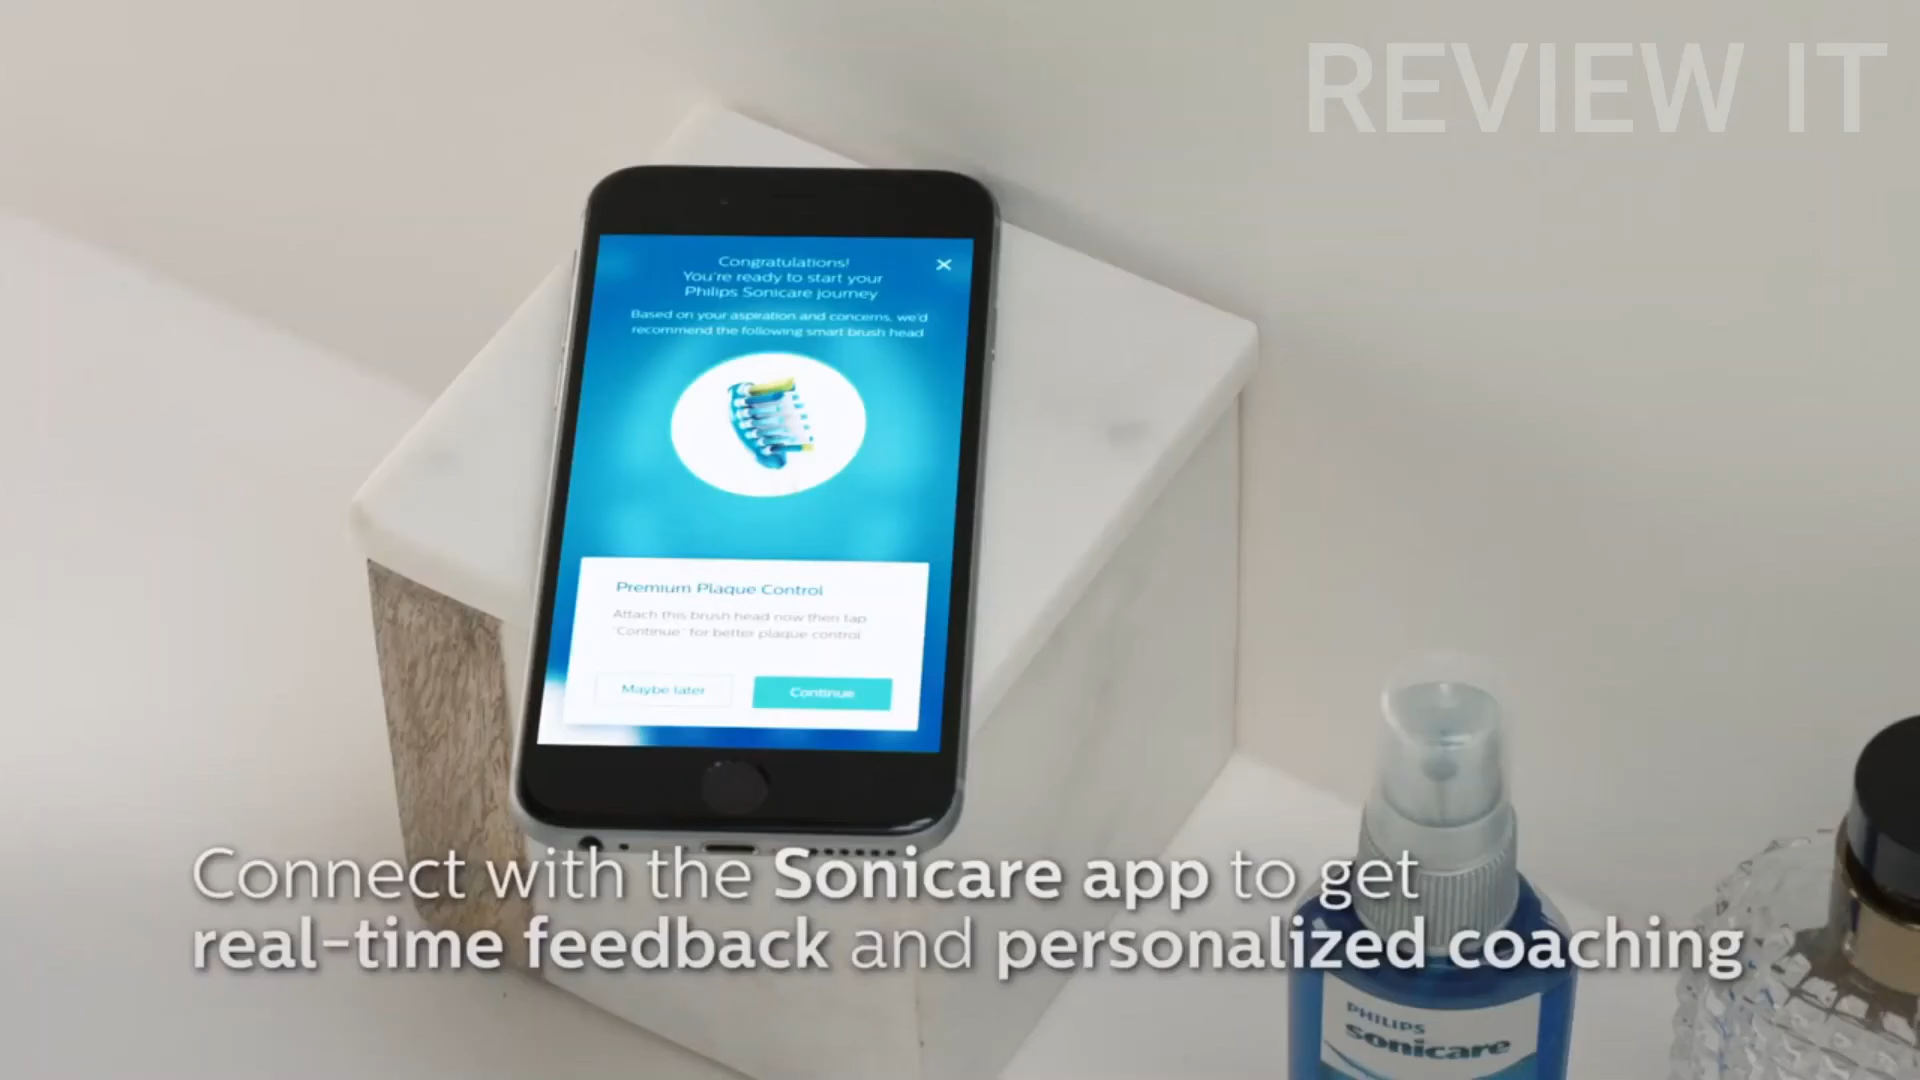 REVIEW IT
Congratulations!
You're ready to start your
Philips Sonicare journey
Based on your aspiration and concerns, we'd
recommend the following smart brush head
Premium Plaque Control
Attach this brush head now then tap
"Continue" for better plaque control
Maybe later
Continue
Connect with the Sonicare app to get
real-time feedback and personalized coaching
PHILIPS
sonicare